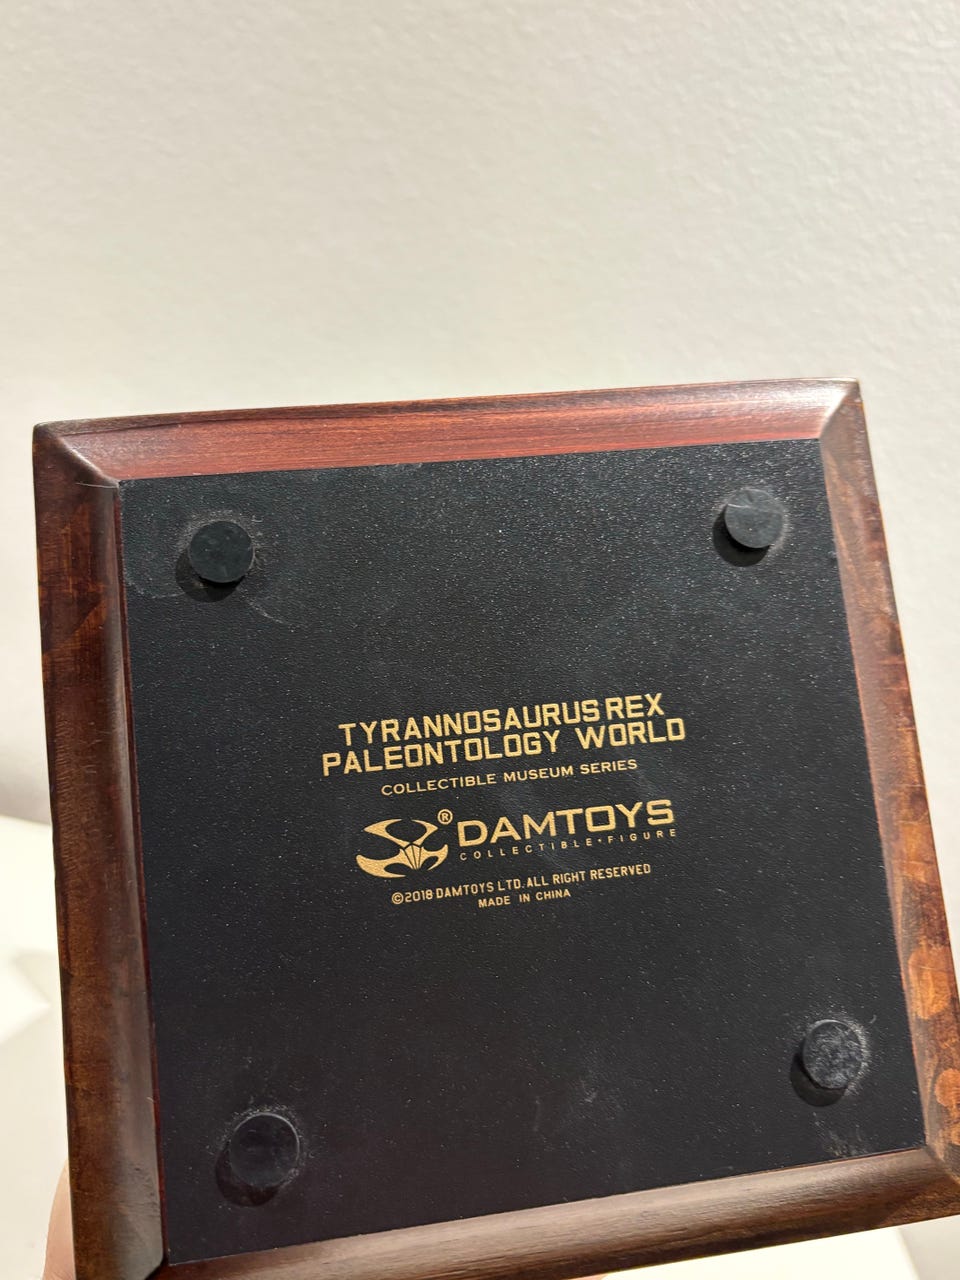 TYRANNOSAURUS REX
PALEONTOLOGY WORLD
COLLECTIBLE MUSEUM SERIES
® DAMTOYS
COLLECTIBLE·FIGURE
©2018 DAMTOYS LTD. ALL RIGHT RESERVED
MADE IN CHINA